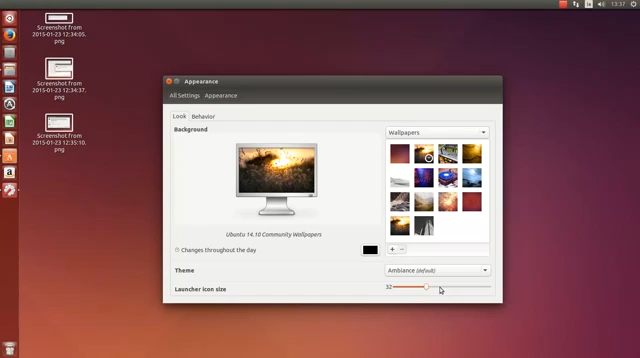 13:37
Screenshot from
2015-01-23 12:34:05.
png
Screenshot from
2015-01-23 12:34:37.
png
Screenshot from
2015-01-23 12:35:10.
png
Appearance
All Settings Appearance
Look Behavior
Background
Wallpapers
Ubuntu 14.10 Community Wallpapers
Changes throughout the day
Theme
Ambiance (default)
Launcher icon size
32